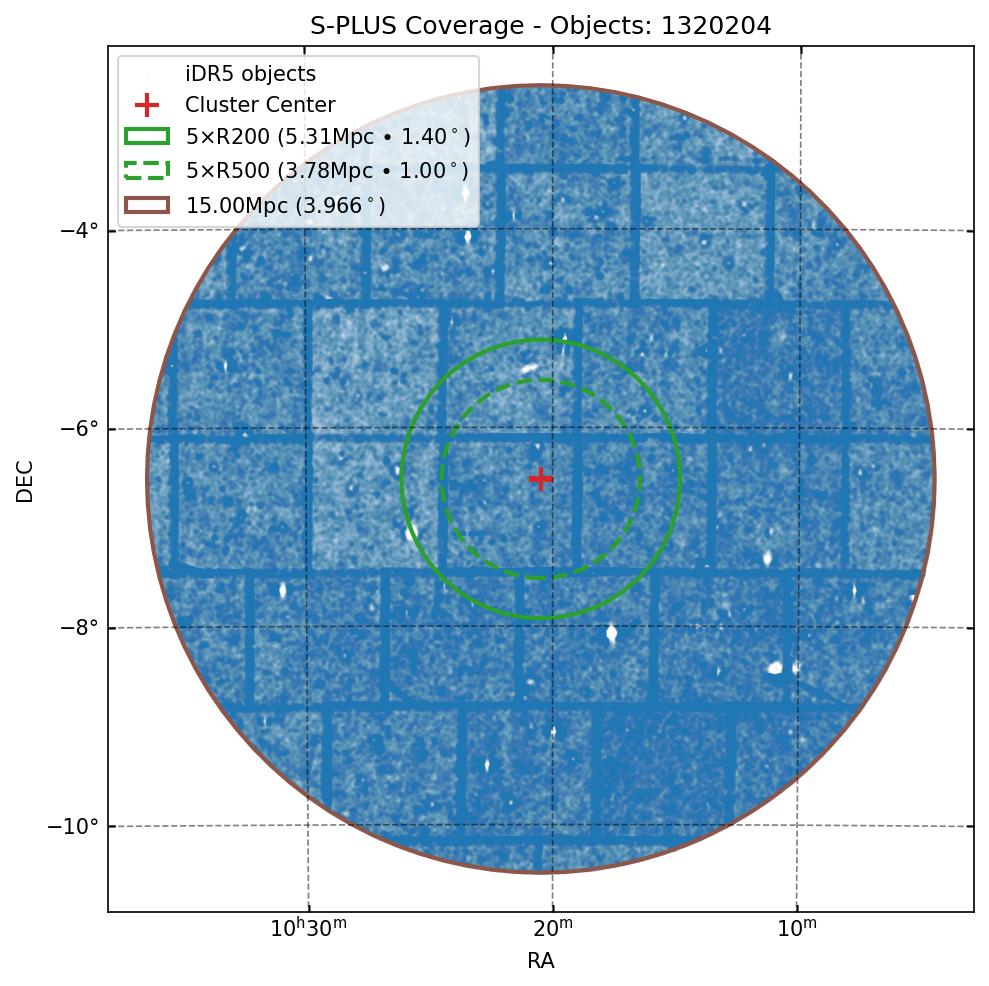 S-PLUS Coverage - Objects: 1320204
iDR5 objects
Cluster Center
5×R200 (5.31Mpc • 1.40°)
5×R500 (3.78Mpc • 1.00°)
15.00Mpc (3.966°)
−4°
−6°
−8°
−10°
DEC
10ʰ30ᵐ
20ᵐ
10ᵐ
RA